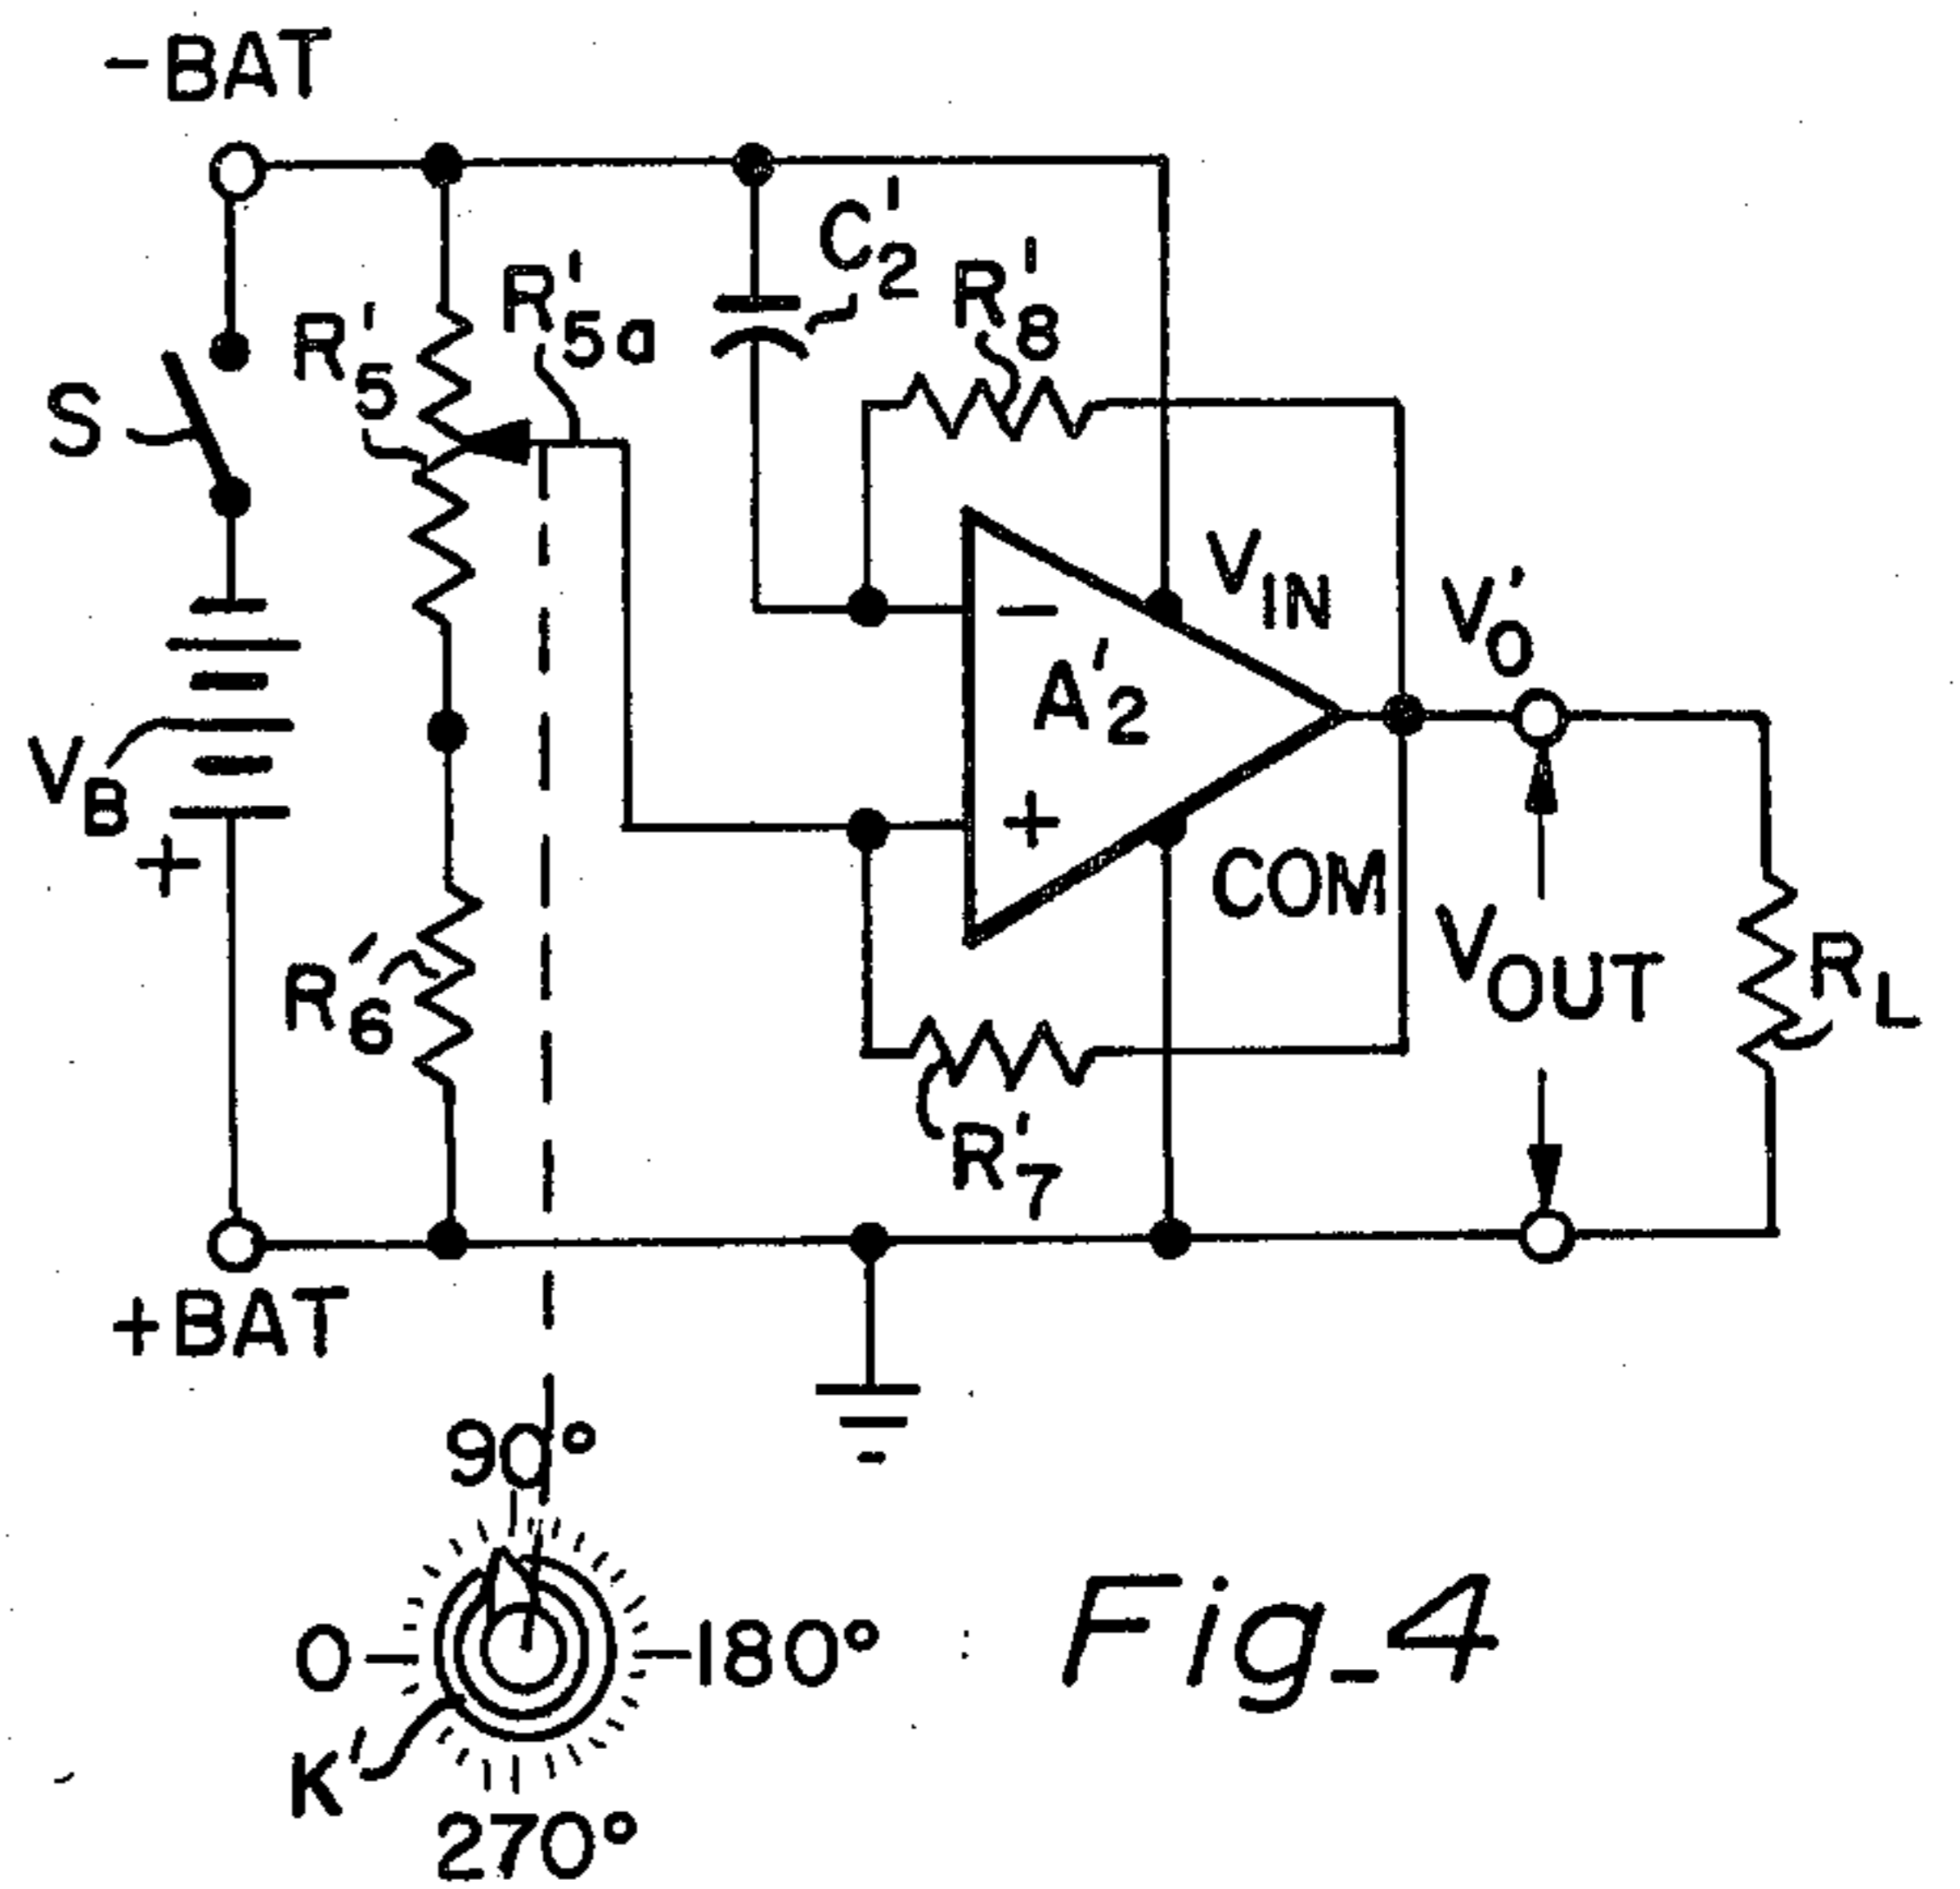 -BAT
C'2
R'8
R'5a
R'5
S
VIN
V'O
-
A'2
VB
+
+
COM
VOUT
RL
R'6
R'7
+BAT
90°
0
180°
K'
270°
Fig_4